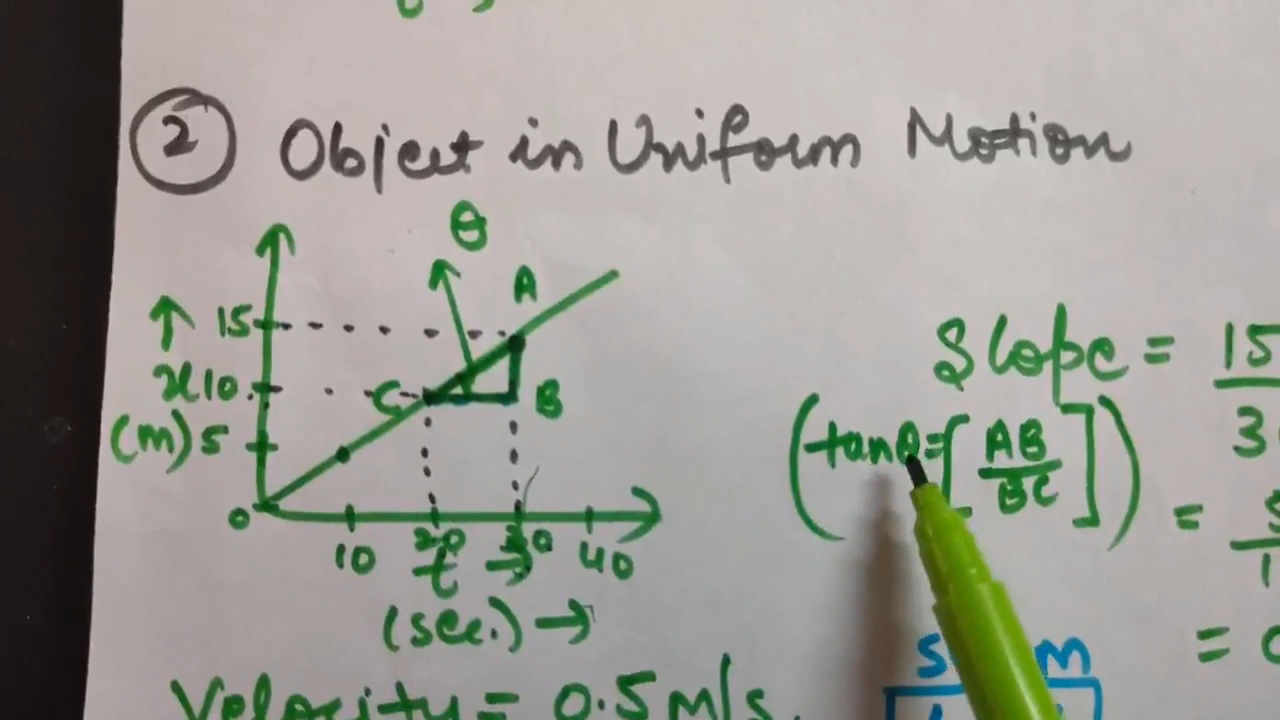 ② Object in Uniform Motion
θ
A
↑ 15
x 10
C
B
(m) 5
0
10 20 30 40
t →
(sec.) →
Velocity = 0.5 m/s.
Slope = 15
3
(tanθ = [AB/BC])
=
=